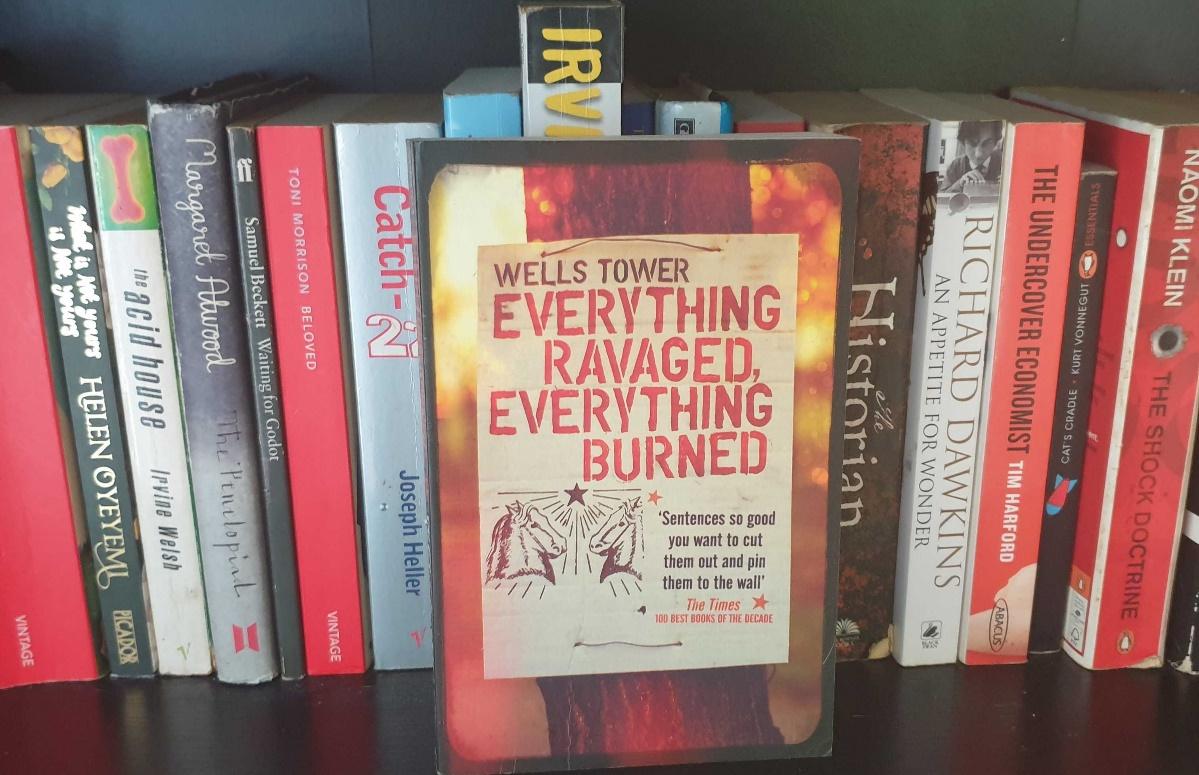 VINTAGE
What is Not yours
is Not yours
HELEN OYEYEMI
PICADOR
the acid house
Irvine Welsh
Margaret Atwood
The Penelopiad
Samuel Beckett Waiting for Godot
TONI MORRISON BELOVED
VINTAGE
Catch-22
Joseph Heller
IRVI
WELLS TOWER
EVERYTHING
RAVAGED,
EVERYTHING
BURNED
‘Sentences so good
you want to cut
them out and pin
them to the wall’
The Times
100 BEST BOOKS OF THE DECADE
the
Historian
RICHARD DAWKINS
AN APPETITE FOR WONDER
BLACK SWAN
THE UNDERCOVER ECONOMIST TIM HARFORD
ABACUS
CAT'S CRADLE • KURT VONNEGUT
ESSENTIALS
NAOMI KLEIN
THE SHOCK DOCTRINE